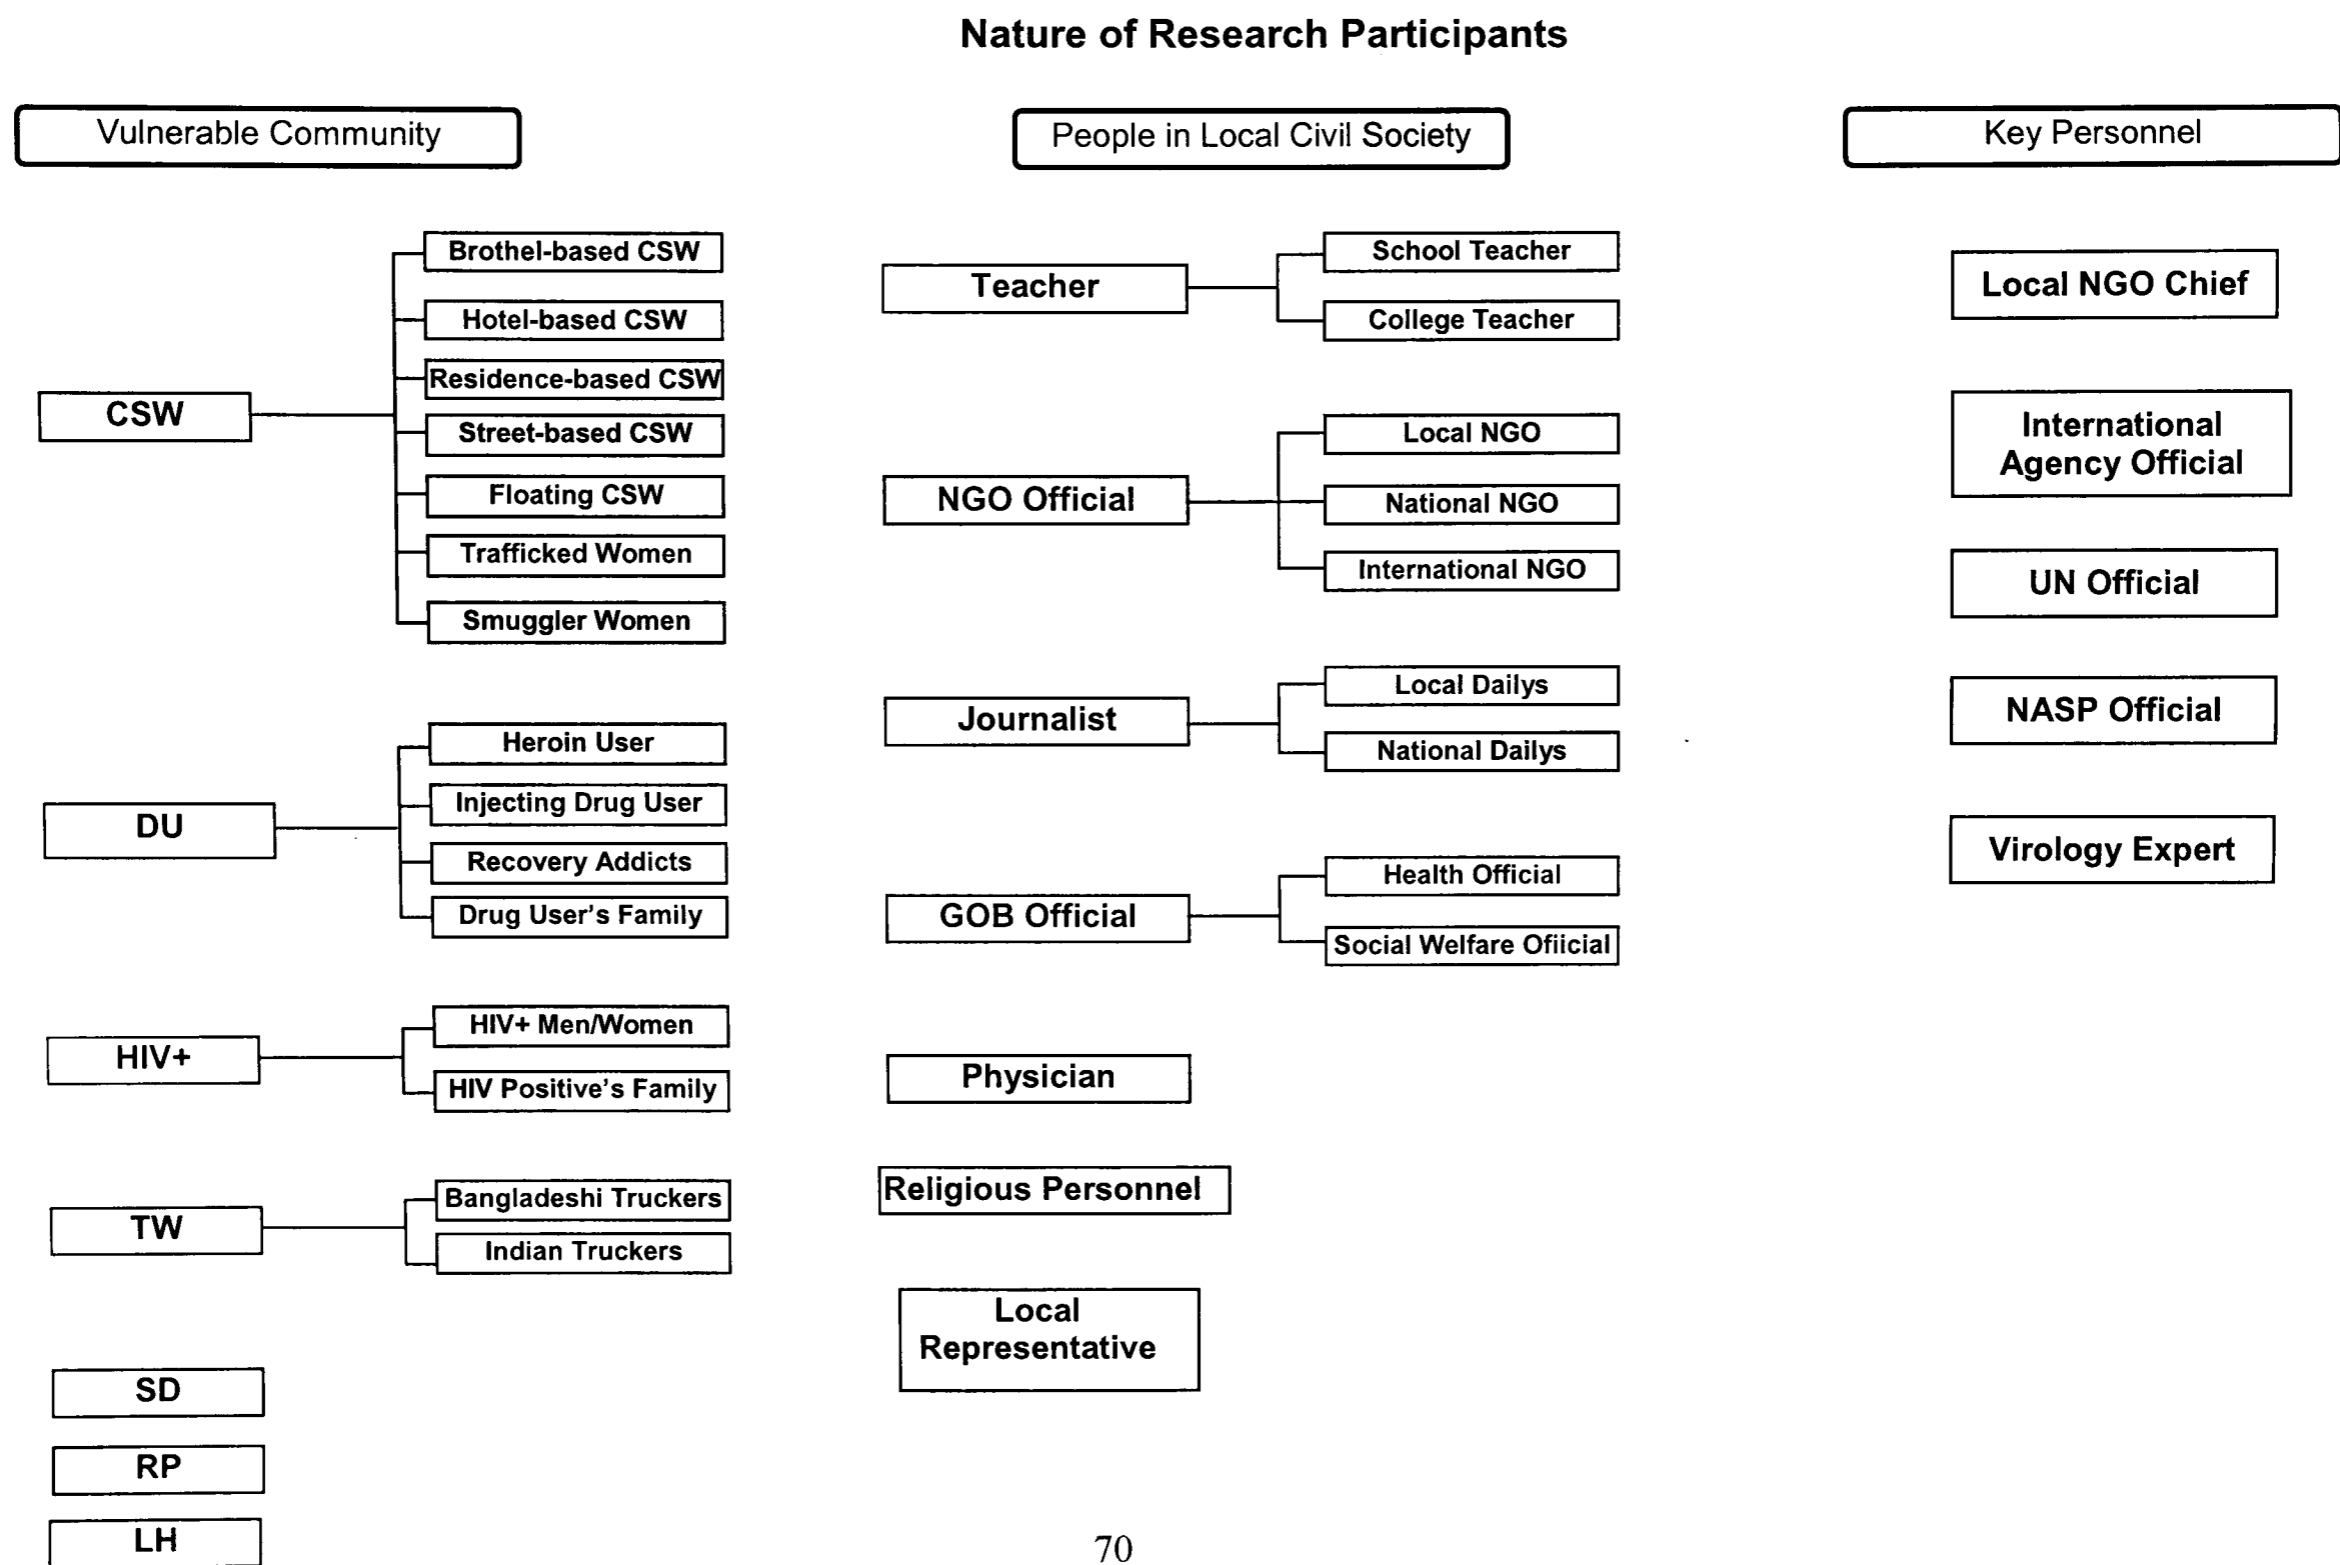 Nature of Research Participants
Vulnerable Community
People in Local Civil Society
Key Personnel
CSW
Brothel-based CSW
Hotel-based CSW
Residence-based CSW
Street-based CSW
Floating CSW
Trafficked Women
Smuggler Women
DU
Heroin User
Injecting Drug User
Recovery Addicts
Drug User's Family
HIV+
HIV+ Men/Women
HIV Positive's Family
TW
Bangladeshi Truckers
Indian Truckers
SD
RP
LH
Teacher
School Teacher
College Teacher
NGO Official
Local NGO
National NGO
International NGO
Journalist
Local Dailys
National Dailys
GOB Official
Health Official
Social Welfare Ofiicial
Physician
Religious Personnel
Local
Representative
Local NGO Chief
International
Agency Official
UN Official
NASP Official
Virology Expert
70